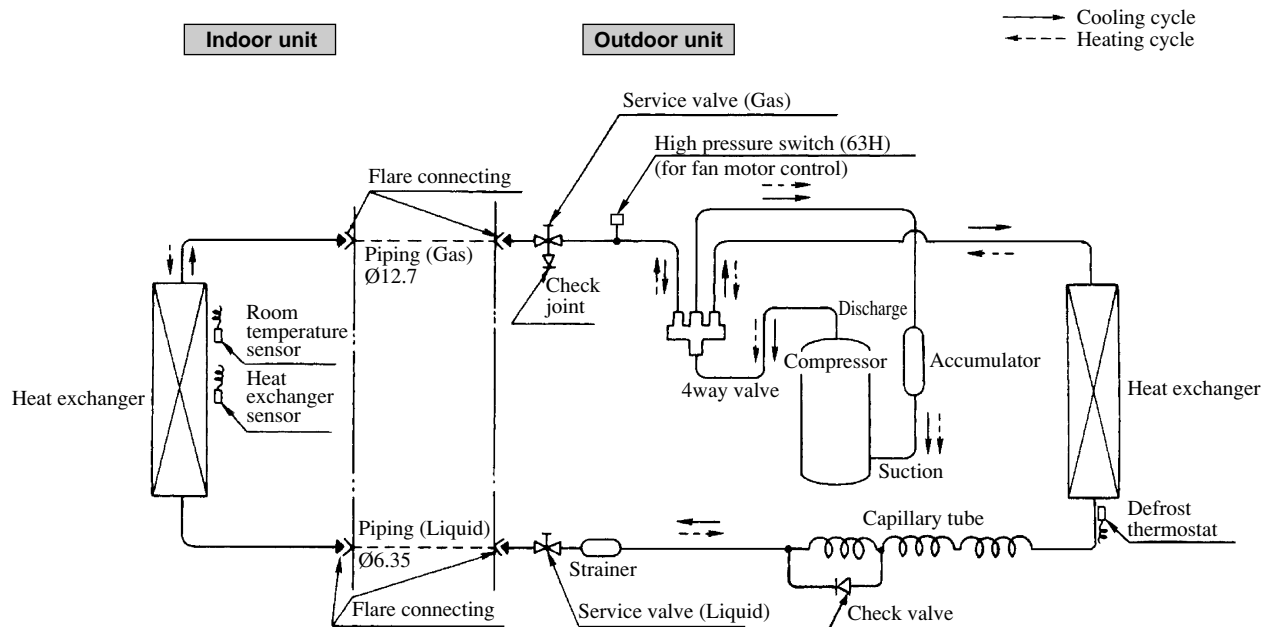 Indoor unit
Outdoor unit
Cooling cycle
Heating cycle
Service valve (Gas)
High pressure switch (63H)
(for fan motor control)
Flare connecting
Piping (Gas)
Ø12.7
Check
joint
Discharge
Room
temperature
sensor
Compressor
Accumulator
4way valve
Heat exchanger
Heat
exchanger
sensor
Heat exchanger
Suction
Piping (Liquid)
Ø6.35
Capillary tube
Defrost
thermostat
Strainer
Flare connecting
Service valve (Liquid)
Check valve